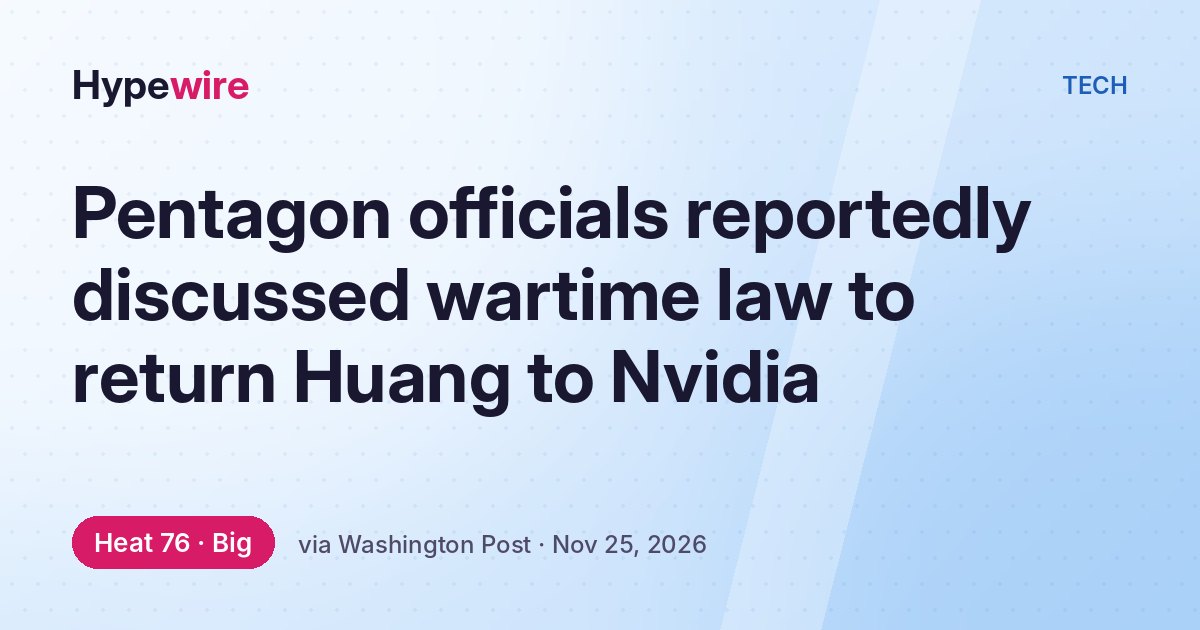 Hypewire
TECH
Pentagon officials reportedly
discussed wartime law to
return Huang to Nvidia
Heat 76 · Big
via Washington Post · Nov 25, 2026